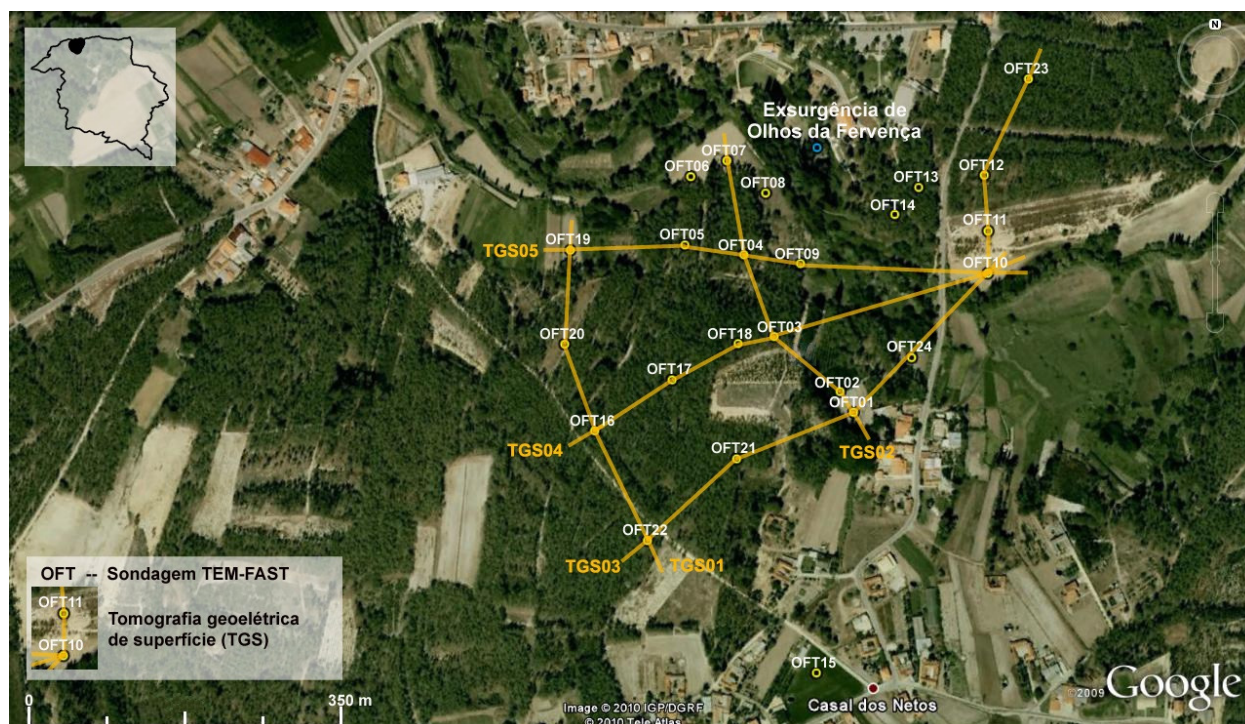 N
OFT23
Exsurgência de
Olhos da Fervença
OFT07
OFT12
OFT06
OFT13
OFT08
OFT14
OFT11
OFT05
TGS05
OFT19
OFT04
OFT09
OFT10
OFT03
OFT20
OFT18
OFT24
OFT17
OFT02
OFT01
OFT16
TGS04
OFT21
TGS02
OFT22
TGS03
TGS01
OFT -- Sondagem TEM-FAST
OFT11
Tomografia geoelétrica
de superfície (TGS)
OFT10
OFT15
Casal dos Netos
0
350 m
Image © 2010 IGP/DGRF
© 2010 Tele Atlas
©2009 Google